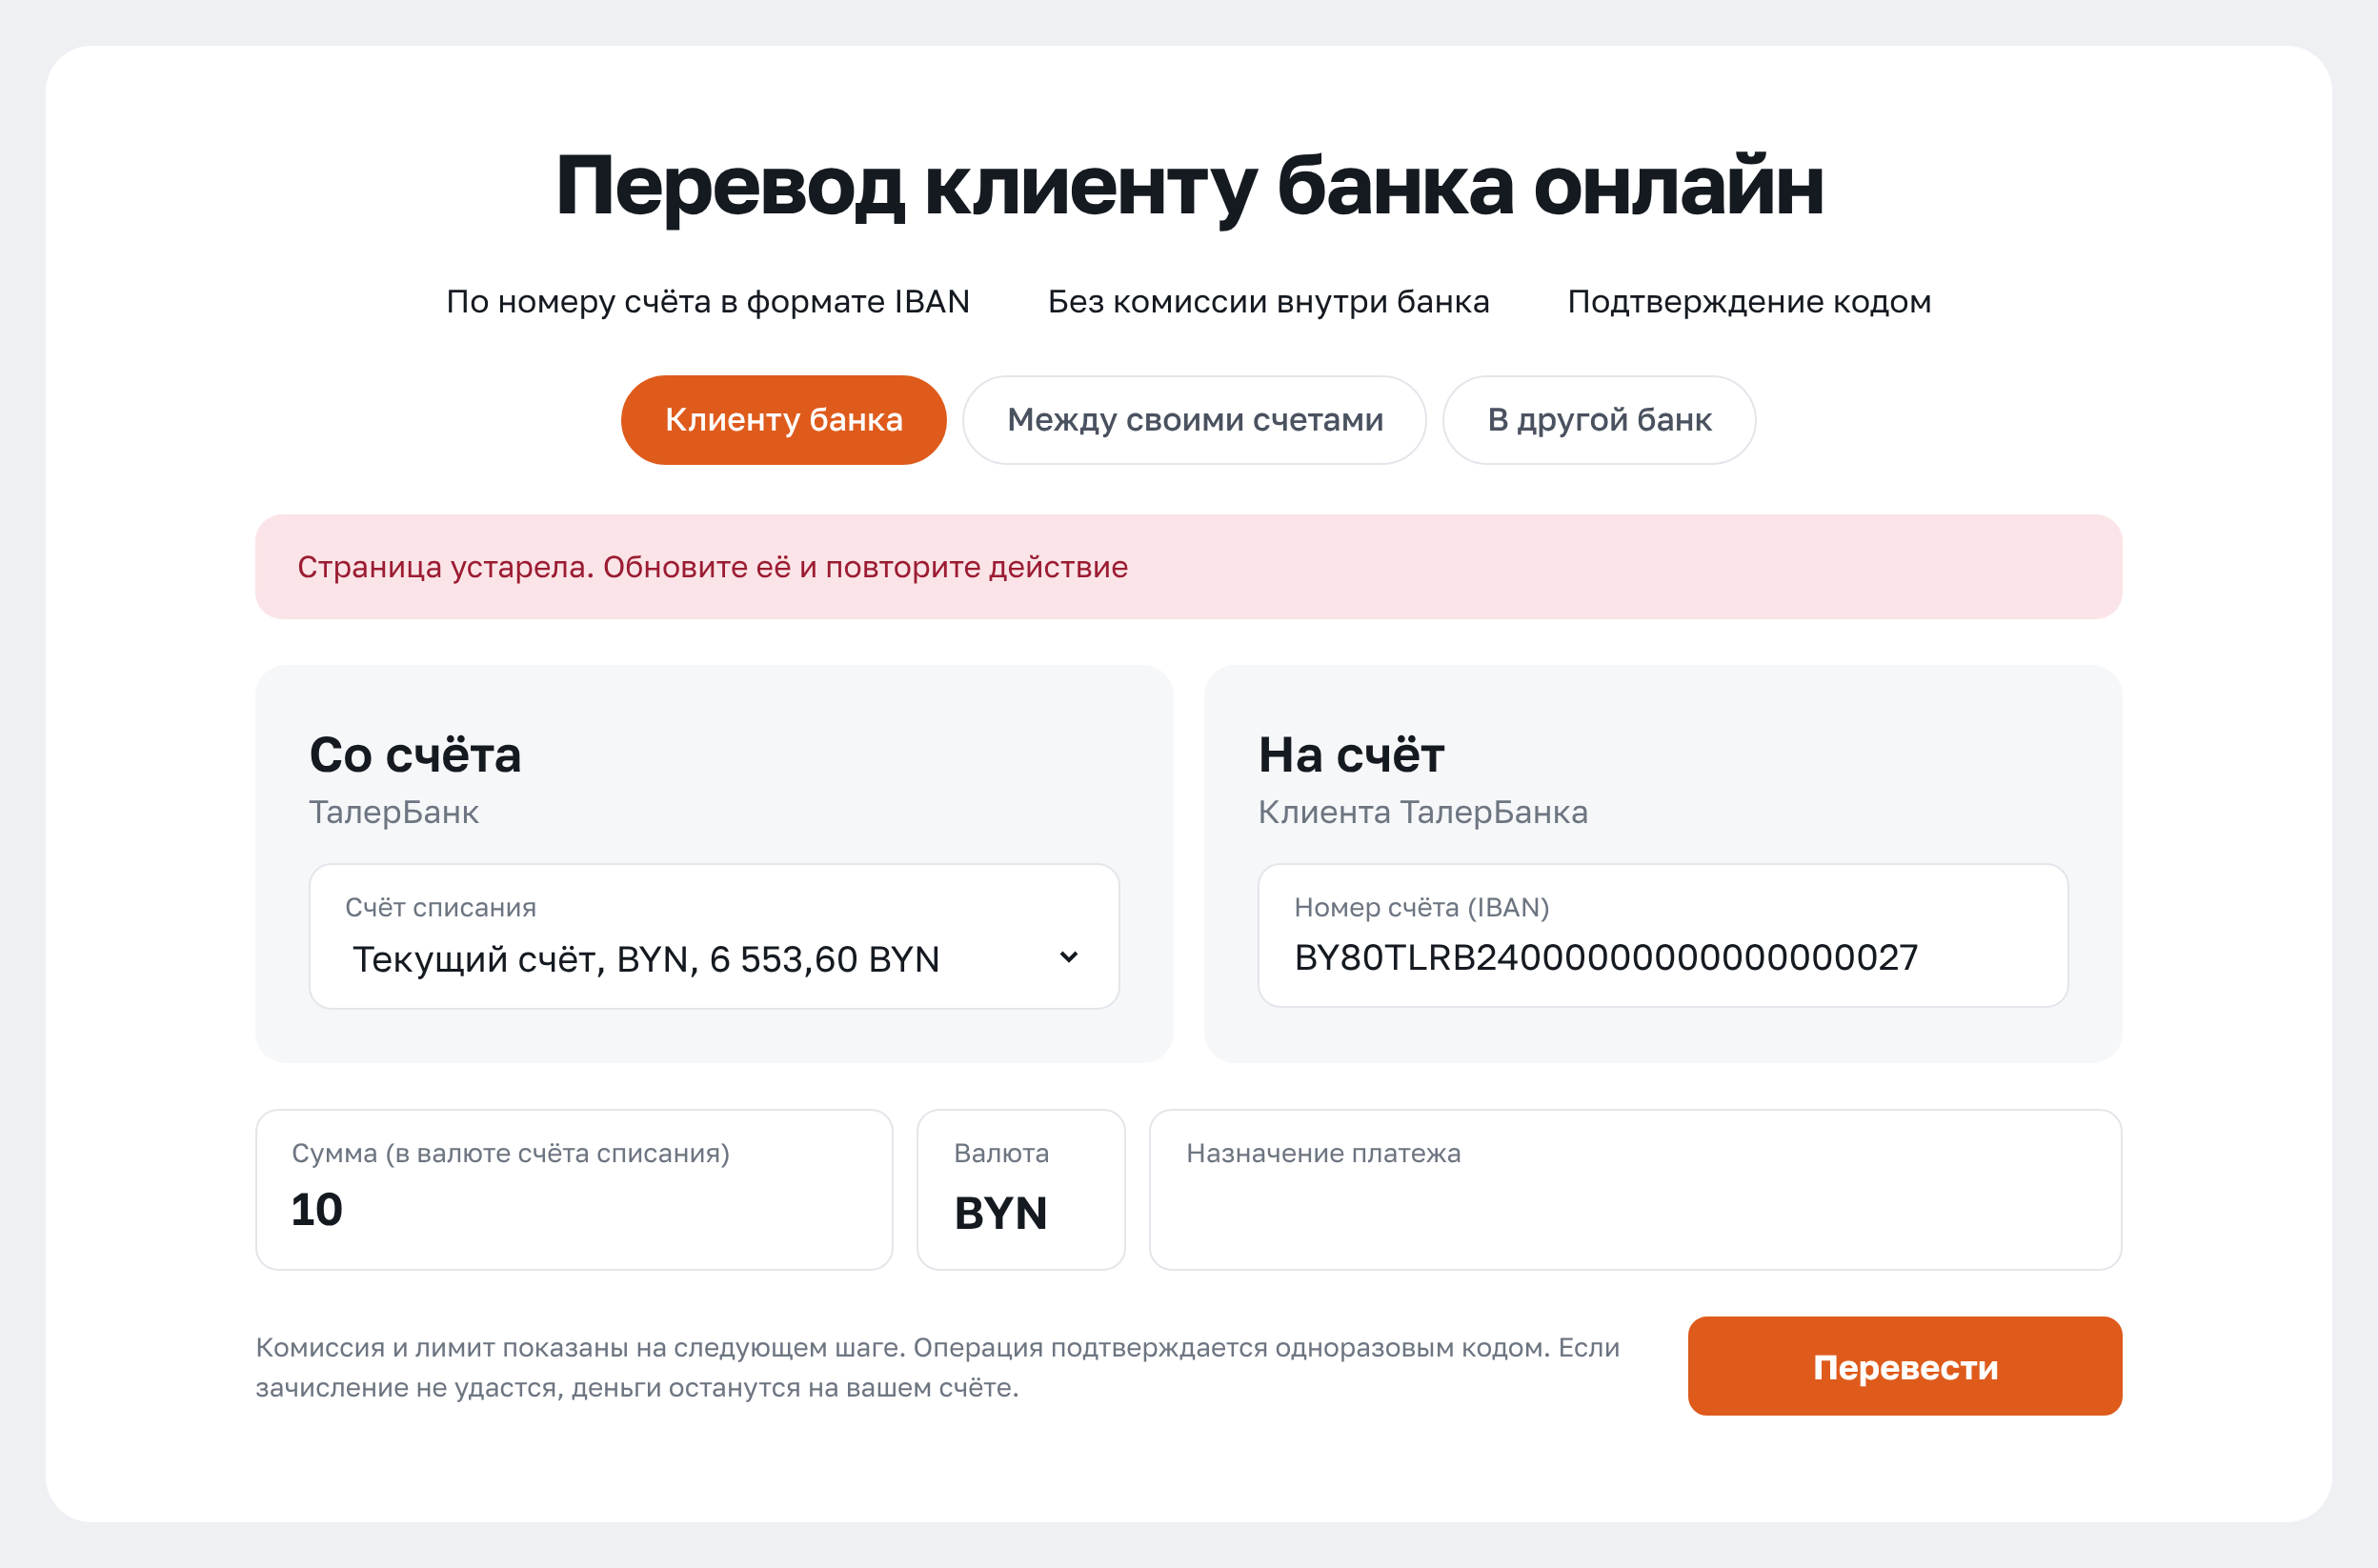 Перевод клиенту банка онлайн
По номеру счёта в формате IBAN
Без комиссии внутри банка
Подтверждение кодом
Клиенту банка
Между своими счетами
В другой банк
Страница устарела. Обновите её и повторите действие
Со счёта
ТалерБанк
Счёт списания
Текущий счёт, BYN, 6 553,60 BYN
На счёт
Клиента ТалерБанка
Номер счёта (IBAN)
BY80TLRB24000000000000000027
Сумма (в валюте счёта списания)
10
Валюта
BYN
Назначение платежа
Комиссия и лимит показаны на следующем шаге. Операция подтверждается одноразовым кодом. Если
зачисление не удастся, деньги останутся на вашем счёте.
Перевести